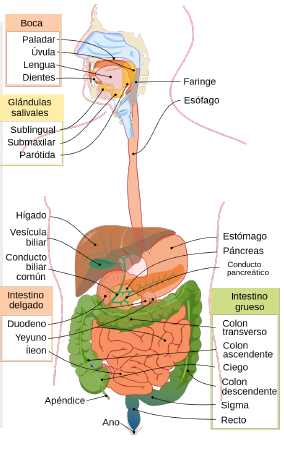 Boca
Paladar
Úvula
Lengua
Dientes
Glándulas
salivales
Sublingual
Submaxilar
Parótida
Faringe
Esófago
Hígado
Vesícula
biliar
Conducto
biliar
común
Intestino
delgado
Duodeno
Yeyuno
Íleon
Apéndice
Ano
Estómago
Páncreas
Conducto
pancreático
Intestino
grueso
Colon
transverso
Colon
ascendente
Ciego
Colon
descendente
Sigma
Recto